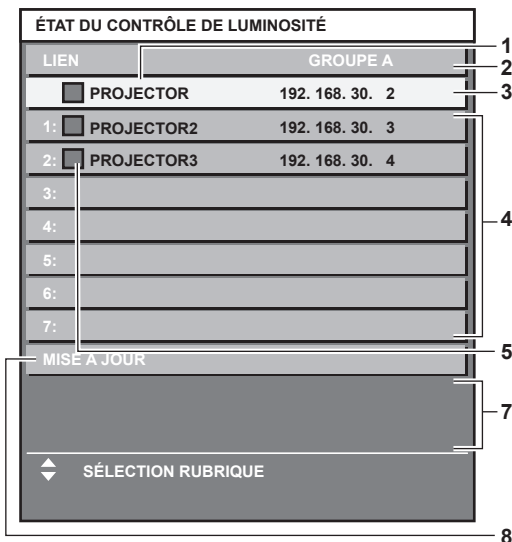 ÉTAT DU CONTRÔLE DE LUMINOSITÉ
LIEN GROUPE A
PROJECTOR 192. 168. 30. 2
1: PROJECTOR2 192. 168. 30. 3
2: PROJECTOR3 192. 168. 30. 4
3:
4:
5:
6:
7:
MISE À JOUR
SÉLECTION RUBRIQUE
1
2
3
4
5
7
8